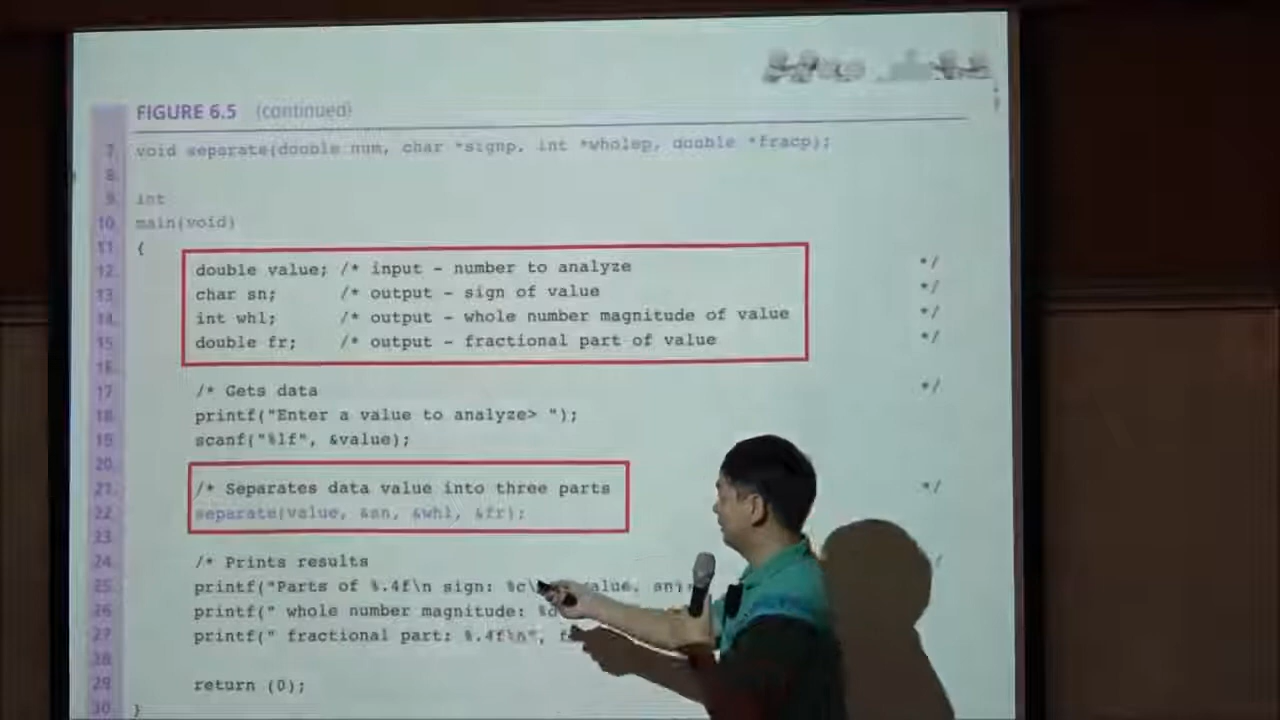 FIGURE 6.5 (continued)
7. void separate(double num, char *signp, int *wholep, double *fracp);
8.
9. int
10. main(void)
11. {
12. double value; /* input - number to analyze */
13. char sn; /* output - sign of value */
14. int whl; /* output - whole number magnitude of value */
15. double fr; /* output - fractional part of value */
16.
17. /* Gets data */
18. printf("Enter a value to analyze> ");
19. scanf("%lf", &value);
20.
21. /* Separates data value into three parts */
22. separate(value, &sn, &whl, &fr);
23.
24. /* Prints results */
25. printf("Parts of %.4f\n sign: %c\ value, sn);
26. printf(" whole number magnitude: %d
27. printf(" fractional part: %.4f\n", f
28.
29. return (0);
30. }